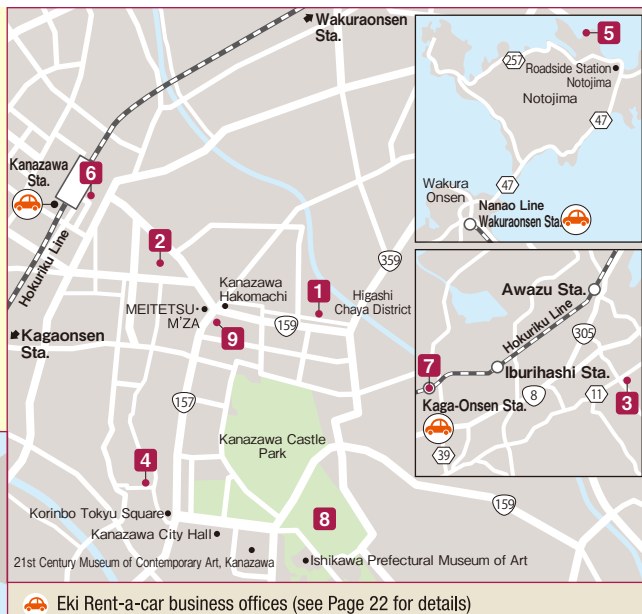 Wakuraonsen
Sta.
Kanazawa
Sta.
6
Hokuriku Line
2
Kanazawa
Hakomachi
MEITETSU
M'ZA
9
1
159
359
Higashi
Chaya District
Kagaonsen
Sta.
157
Kanazawa Castle
Park
4
Korinbo Tokyu Square
Kanazawa City Hall
21st Century Museum of Contemporary Art, Kanazawa
8
Ishikawa Prefectural Museum of Art
159
5
257
Roadside Station
Notojima
Notojima
47
47
Wakura
Onsen
Nanao Line
Wakuraonsen Sta.
Awazu Sta.
Hokuriku Line
305
Iburihashi Sta.
7
8
11
3
Kaga-Onsen Sta.
39
Eki Rent-a-car business offices (see Page 22 for details)